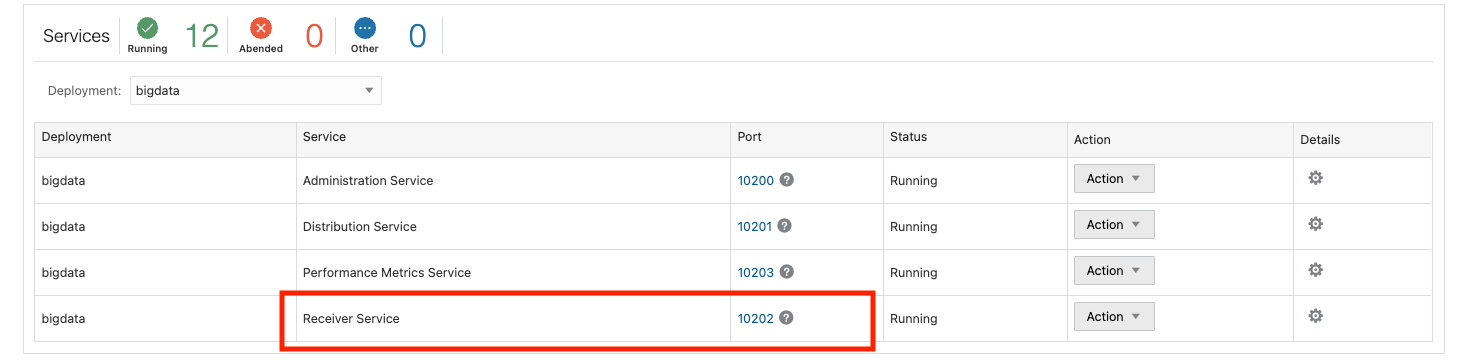 Services Running 12 Abended 0 Other 0
Deployment: bigdata
Deployment Service Port Status Action Details
bigdata Administration Service 10200 ? Running Action
bigdata Distribution Service 10201 ? Running Action
bigdata Performance Metrics Service 10203 ? Running Action
bigdata Receiver Service 10202 ? Running Action